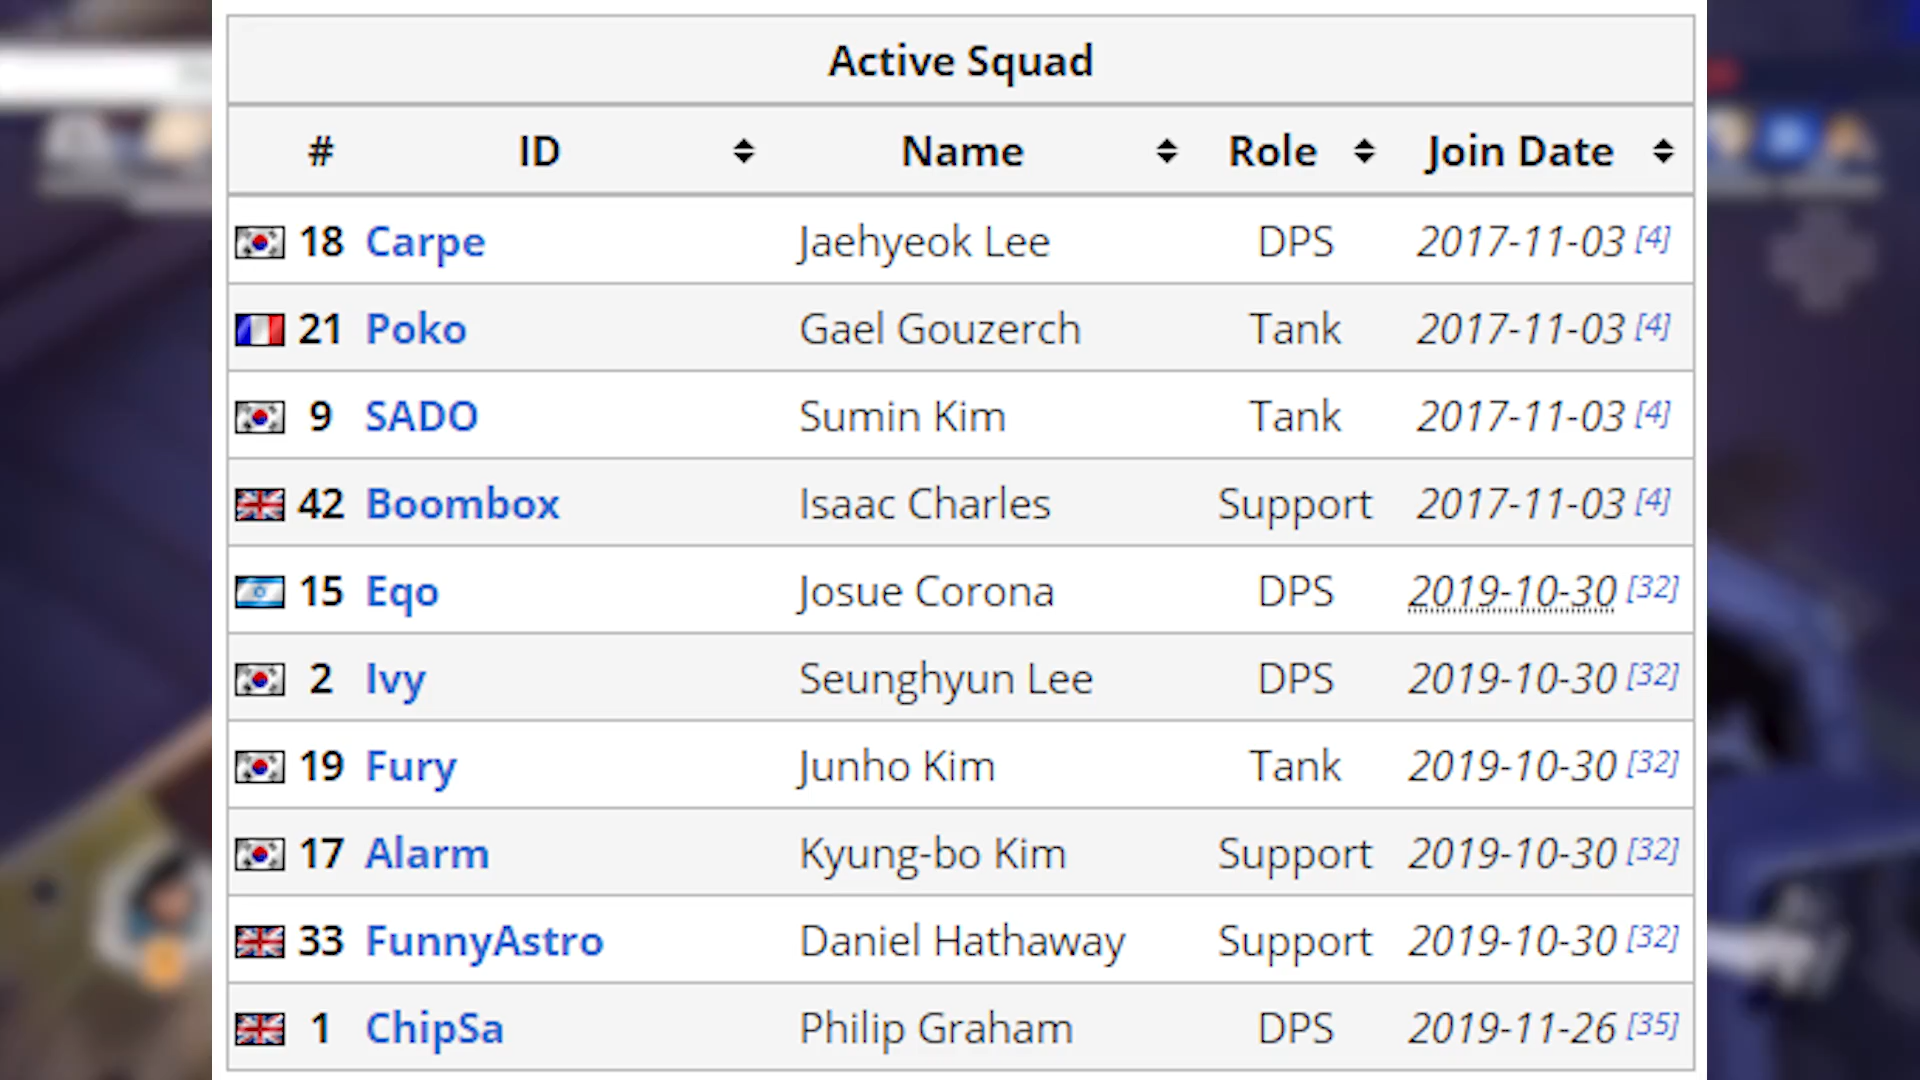 Active Squad
# ID Name Role Join Date
18 Carpe Jaehyeok Lee DPS 2017-11-03 [4]
21 Poko Gael Gouzerch Tank 2017-11-03 [4]
9 SADO Sumin Kim Tank 2017-11-03 [4]
42 Boombox Isaac Charles Support 2017-11-03 [4]
15 Eqo Josue Corona DPS 2019-10-30 [32]
2 Ivy Seunghyun Lee DPS 2019-10-30 [32]
19 Fury Junho Kim Tank 2019-10-30 [32]
17 Alarm Kyung-bo Kim Support 2019-10-30 [32]
33 FunnyAstro Daniel Hathaway Support 2019-10-30 [32]
1 ChipSa Philip Graham DPS 2019-11-26 [35]